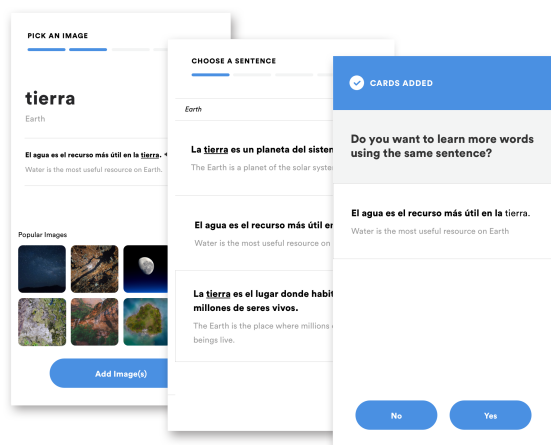 PICK AN IMAGE
tierra
Earth
El agua es el recurso más útil en la tierra.
Water is the most useful resource on Earth.
Popular Images
Add Image(s)
CHOOSE A SENTENCE
Earth
La tierra es un planeta del
The Earth is a planet of the solar
El agua es el recurso más útil
Water is the most useful resource on
La tierra es el lugar donde
millones de seres vivos.
The Earth is the place where millions
beings live.
CARDS ADDED
Do you want to learn more words
using the same sentence?
El agua es el recurso más útil en la tierra.
Water is the most useful resource on Earth
No
Yes